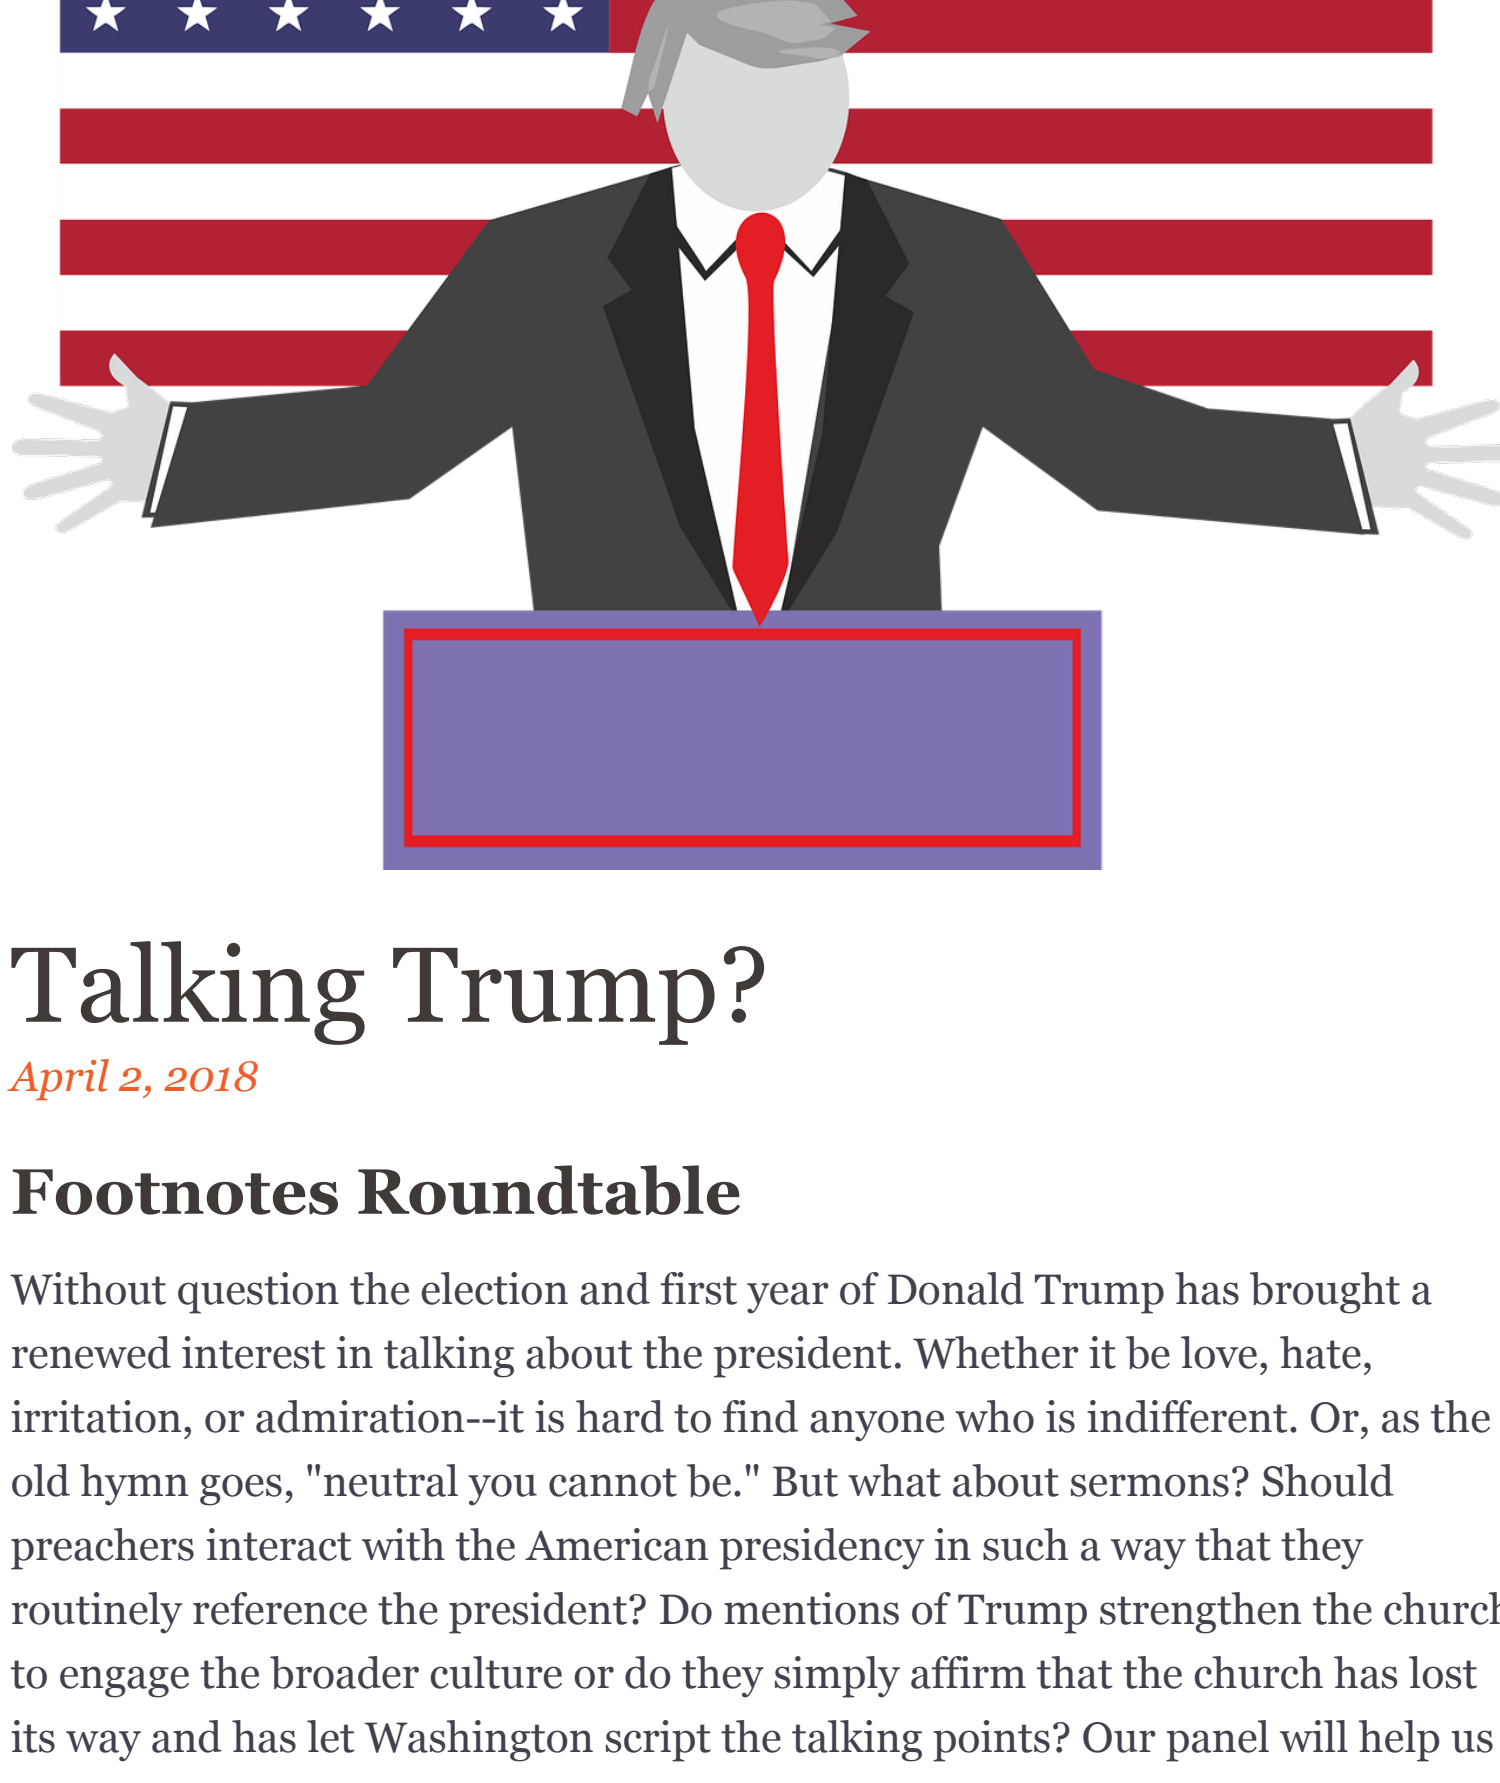 Talking Trump?
April 2, 2018
Footnotes Roundtable
Without question the election and first year of Donald Trump has brought a
renewed interest in talking about the president. Whether it be love, hate,
irritation, or admiration--it is hard to find anyone who is indifferent. Or, as the
old hymn goes, "neutral you cannot be." But what about sermons? Should
preachers interact with the American presidency in such a way that they
routinely reference the president? Do mentions of Trump strengthen the church
to engage the broader culture or do they simply affirm that the church has lost
its way and has let Washington script the talking points? Our panel will help us